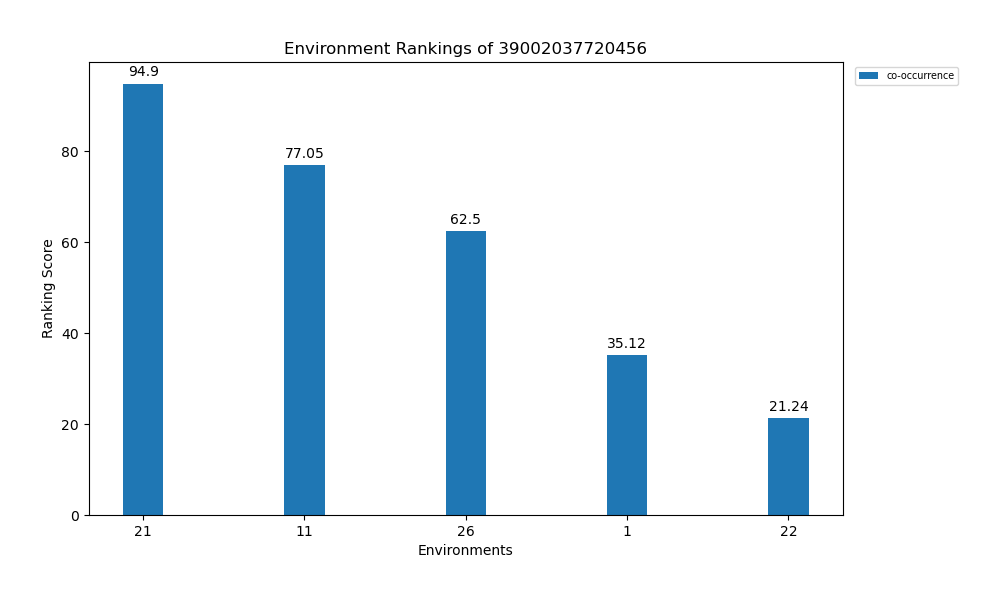 Environment Rankings of 39002037720456
co-occurrence
94.9
77.05
62.5
35.12
21.24
Ranking Score
80
60
40
20
0
21 11 26 1 22
Environments